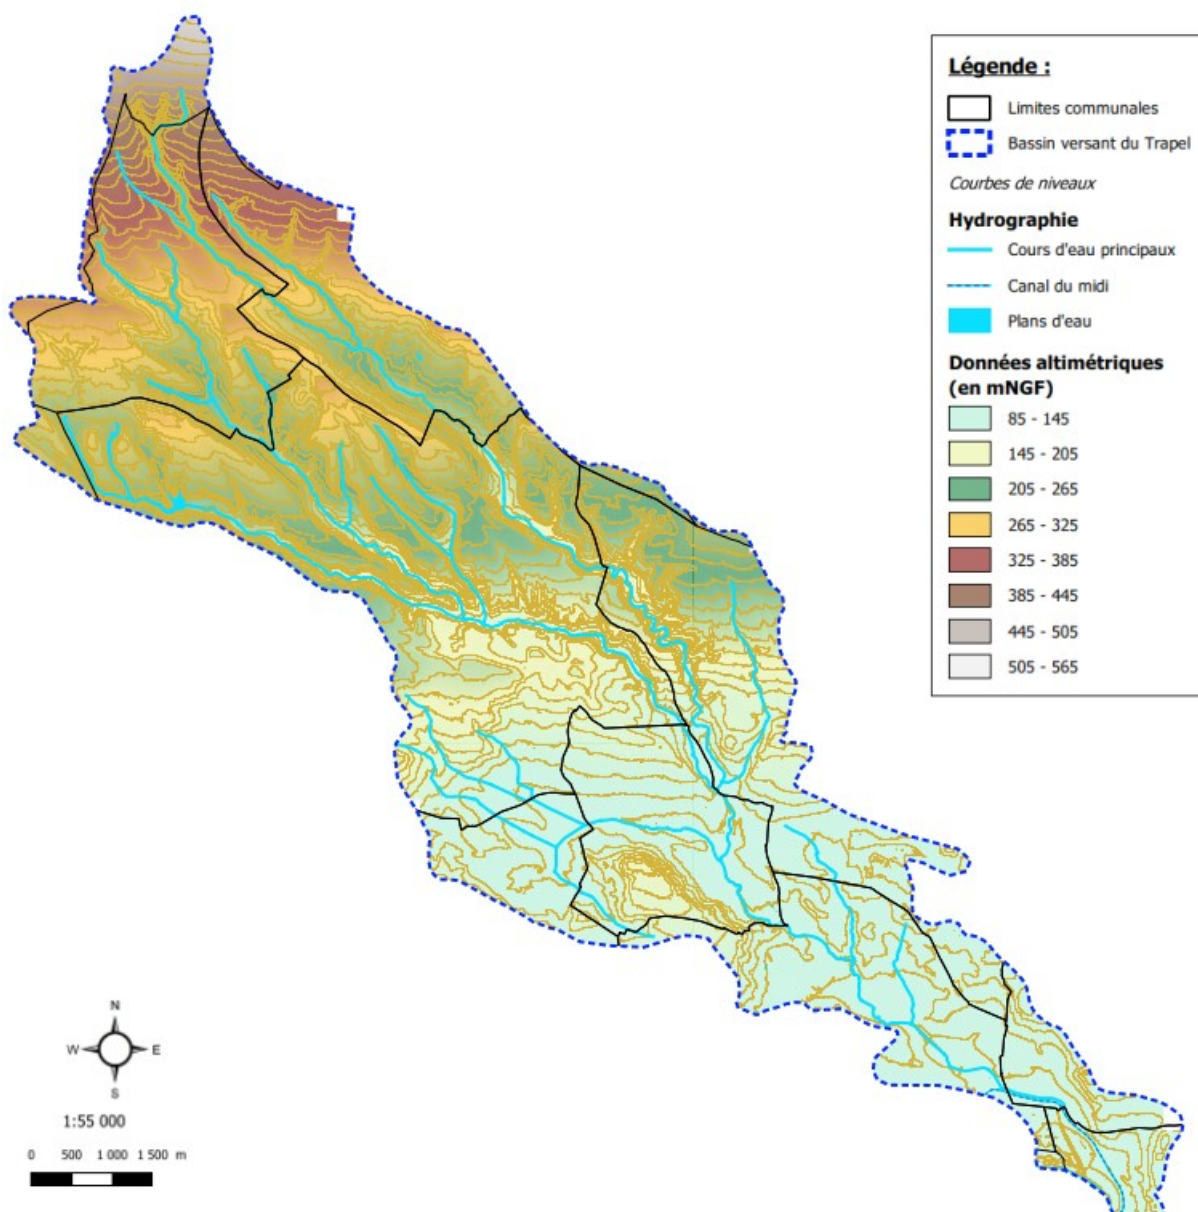 Légende :
Limites communales
Bassin versant du Trapel
Courbes de niveaux
Hydrographie
Cours d'eau principaux
Canal du midi
Plans d'eau
Données altimétriques
(en mNGF)
85 - 145
145 - 205
205 - 265
265 - 325
325 - 385
385 - 445
445 - 505
505 - 565
N
W E
S
1:55 000
0 500 1 000 1 500 m